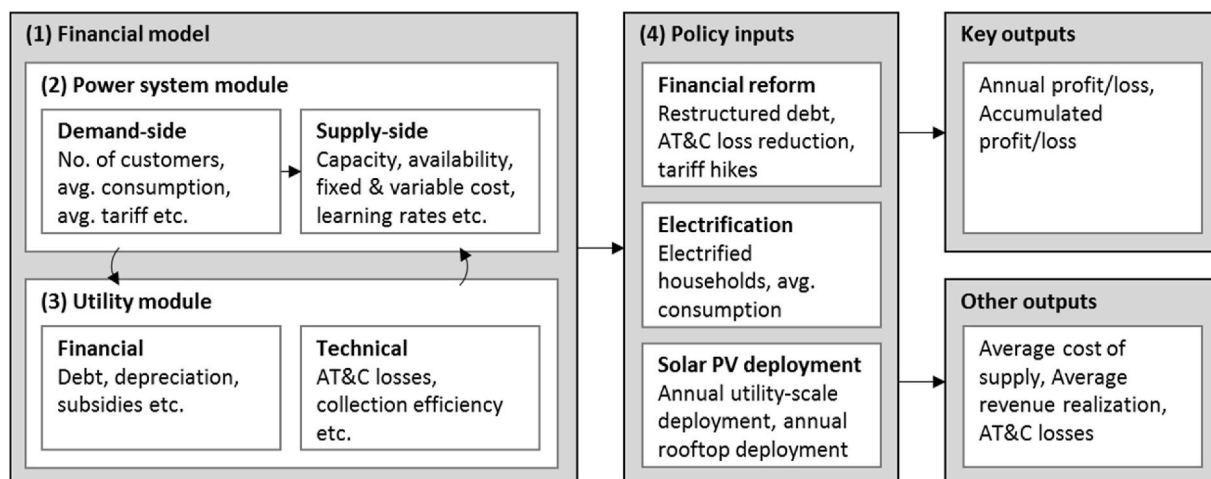 (1) Financial model
(2) Power system module
Demand-side
No. of customers,
avg. consumption,
avg. tariff etc.
Supply-side
Capacity, availability,
fixed & variable cost,
learning rates etc.
(3) Utility module
Financial
Debt, depreciation,
subsidies etc.
Technical
AT&C losses,
collection efficiency
etc.
(4) Policy inputs
Financial reform
Restructured debt,
AT&C loss reduction,
tariff hikes
Electrification
Electrified
households, avg.
consumption
Solar PV deployment
Annual utility-scale
deployment, annual
rooftop deployment
Key outputs
Annual profit/loss,
Accumulated
profit/loss
Other outputs
Average cost of
supply, Average
revenue realization,
AT&C losses